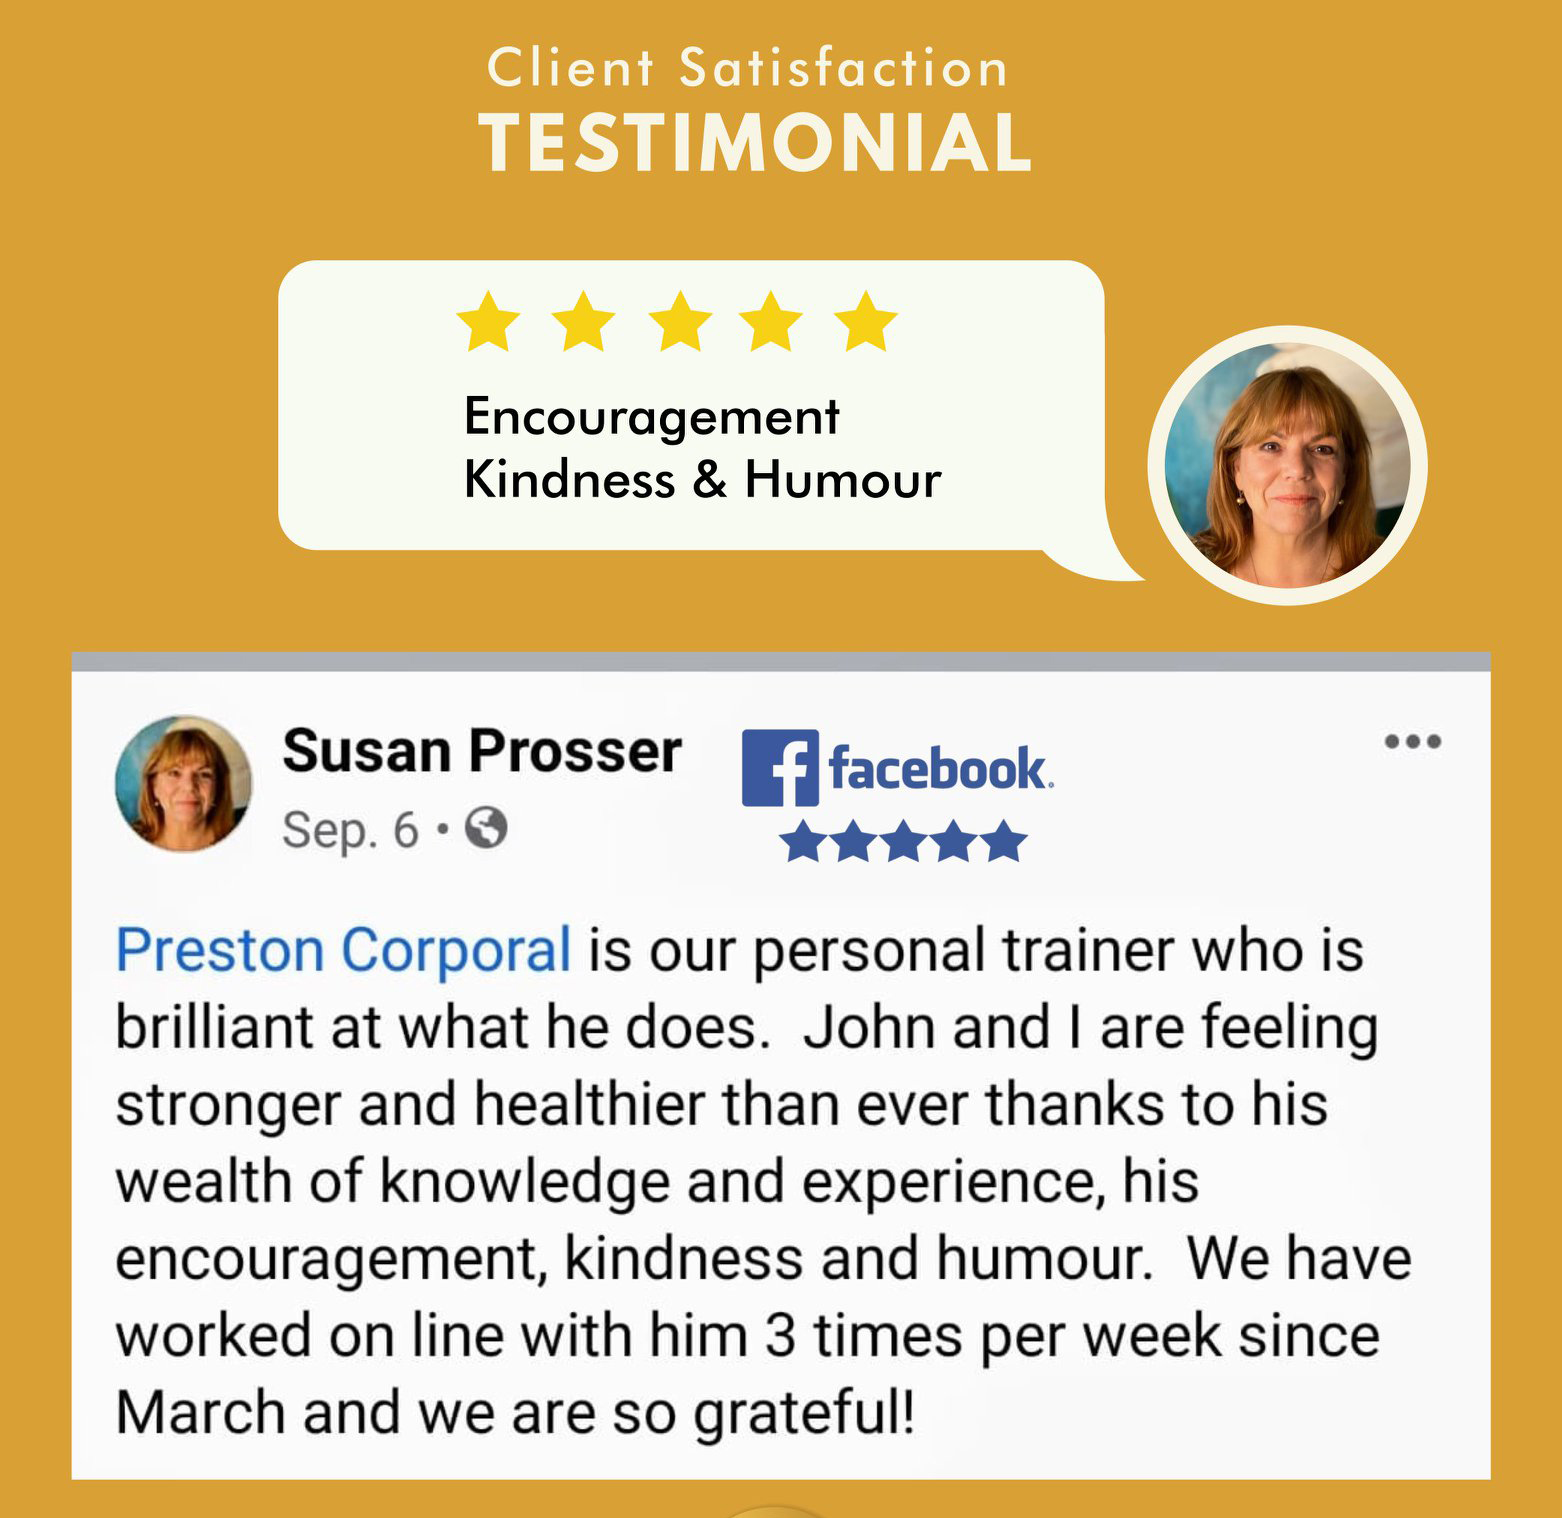 Client Satisfaction
TESTIMONIAL
Encouragement
Kindness & Humour
Susan Prosser
facebook.
Sep. 6 •
Preston Corporal is our personal trainer who is
brilliant at what he does.  John and I are feeling
stronger and healthier than ever thanks to his
wealth of knowledge and experience, his
encouragement, kindness and humour.  We have
worked on line with him 3 times per week since
March and we are so grateful!